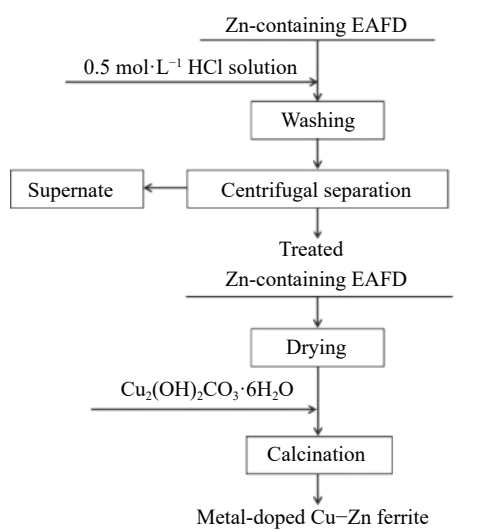 Zn-containing EAFD
0.5 mol·L⁻¹ HCl solution
Washing
Supernate
Centrifugal separation
Treated
Zn-containing EAFD
Drying
Cu₂(OH)₂CO₃·6H₂O
Calcination
Metal-doped Cu−Zn ferrite